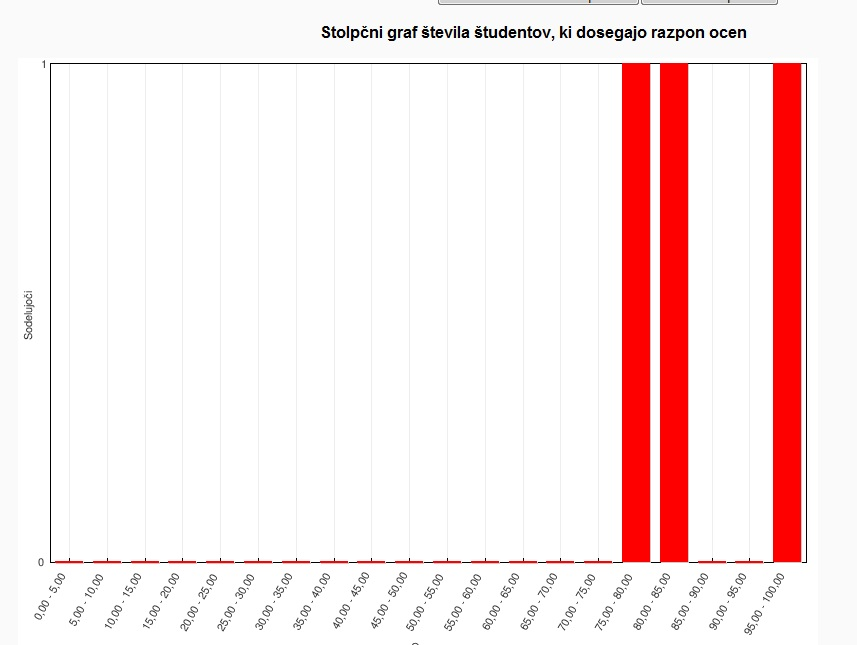 Stolpčni graf števila študentov, ki dosegajo razpon ocen
1
Sodelujoči
0
0,00 - 5,00
5,00 - 10,00
10,00 - 15,00
15,00 - 20,00
20,00 - 25,00
25,00 - 30,00
30,00 - 35,00
35,00 - 40,00
40,00 - 45,00
45,00 - 50,00
50,00 - 55,00
55,00 - 60,00
60,00 - 65,00
65,00 - 70,00
70,00 - 75,00
75,00 - 80,00
80,00 - 85,00
85,00 - 90,00
90,00 - 95,00
95,00 - 100,00